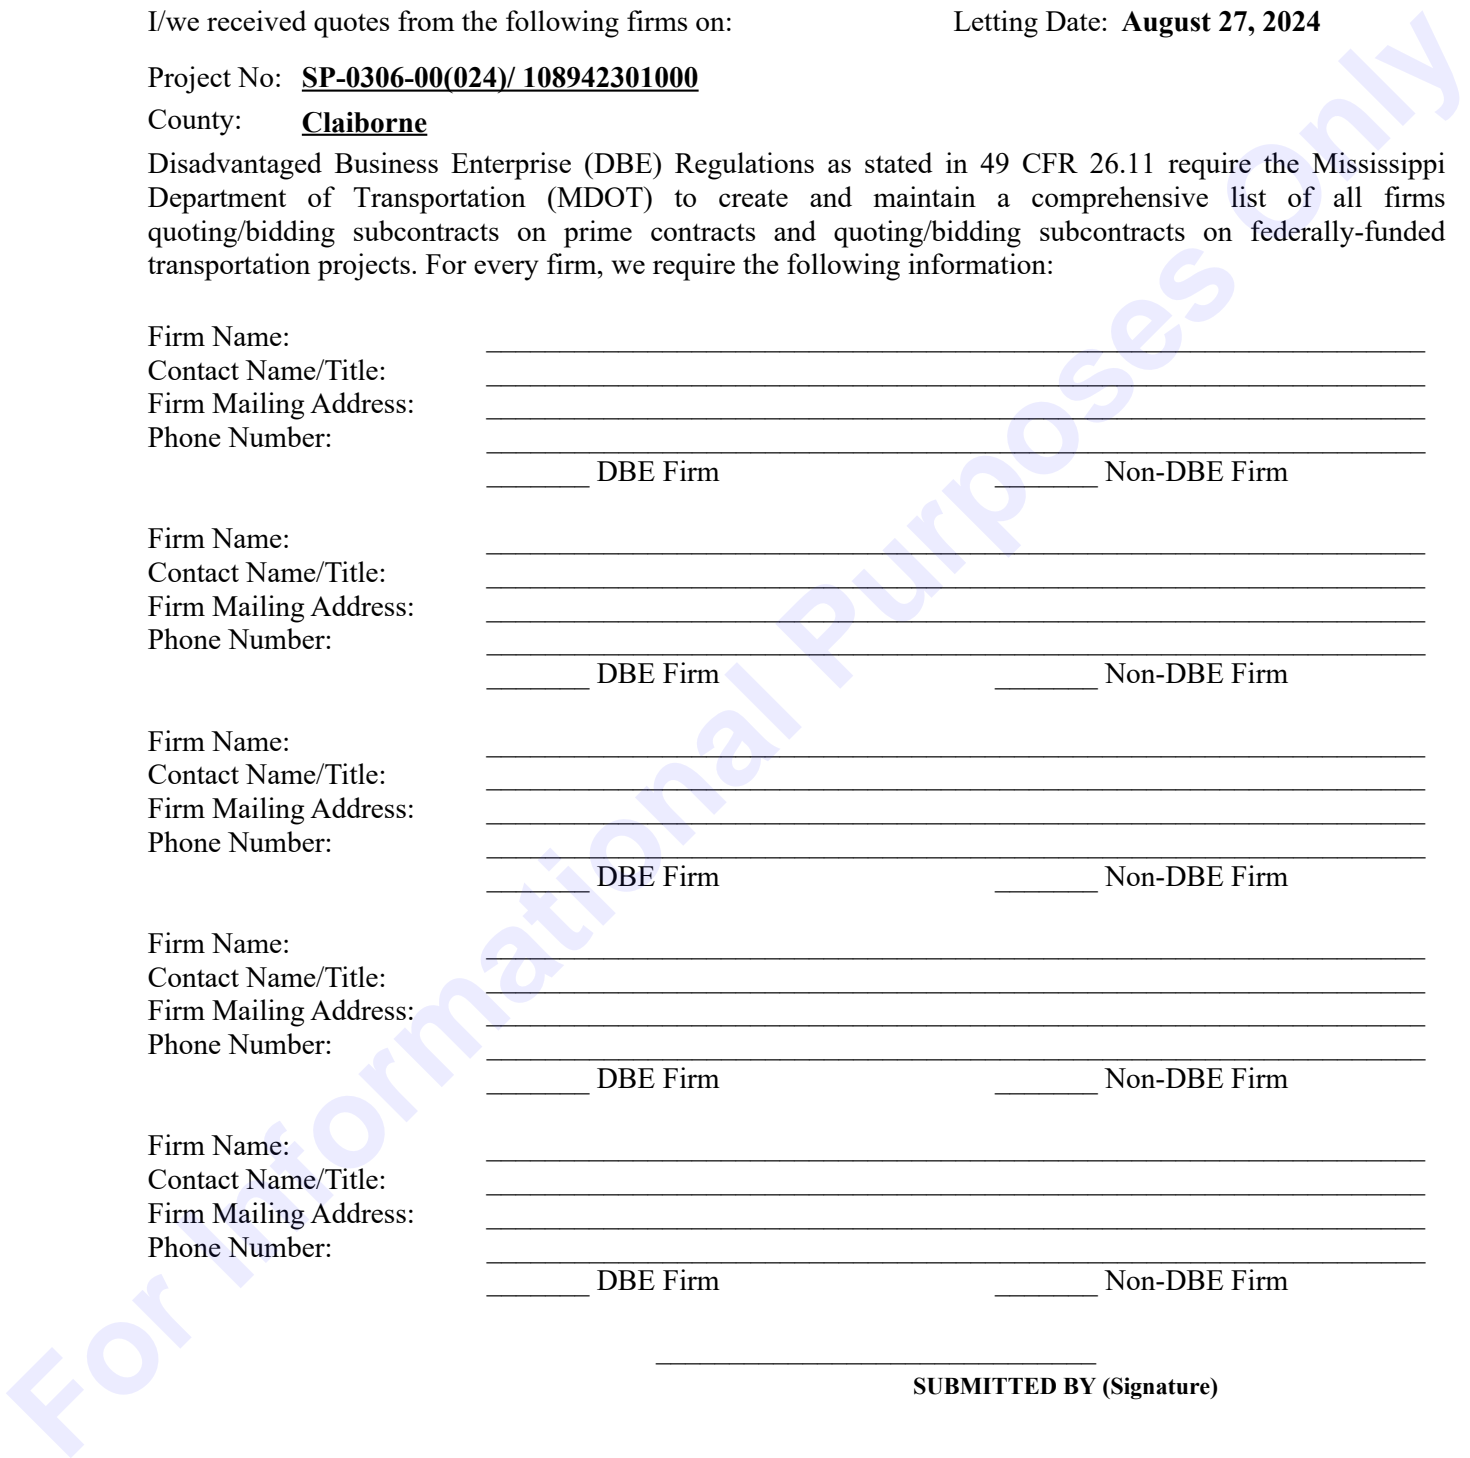 I/we received quotes from the following firms on: Letting Date: August 27, 2024
Project No: SP-0306-00(024)/ 108942301000
County: Claiborne
Disadvantaged Business Enterprise (DBE) Regulations as stated in 49 CFR 26.11 require the Mississippi
Department of Transportation (MDOT) to create and maintain a comprehensive list of all firms
quoting/bidding subcontracts on prime contracts and quoting/bidding subcontracts on federally-funded
transportation projects. For every firm, we require the following information:
Firm Name:
Contact Name/Title:
Firm Mailing Address:
Phone Number:
DBE Firm Non-DBE Firm
Firm Name:
Contact Name/Title:
Firm Mailing Address:
Phone Number:
DBE Firm Non-DBE Firm
Firm Name:
Contact Name/Title:
Firm Mailing Address:
Phone Number:
DBE Firm Non-DBE Firm
Firm Name:
Contact Name/Title:
Firm Mailing Address:
Phone Number:
DBE Firm Non-DBE Firm
Firm Name:
Contact Name/Title:
Firm Mailing Address:
Phone Number:
DBE Firm Non-DBE Firm
SUBMITTED BY (Signature)
For Informational Purposes Only